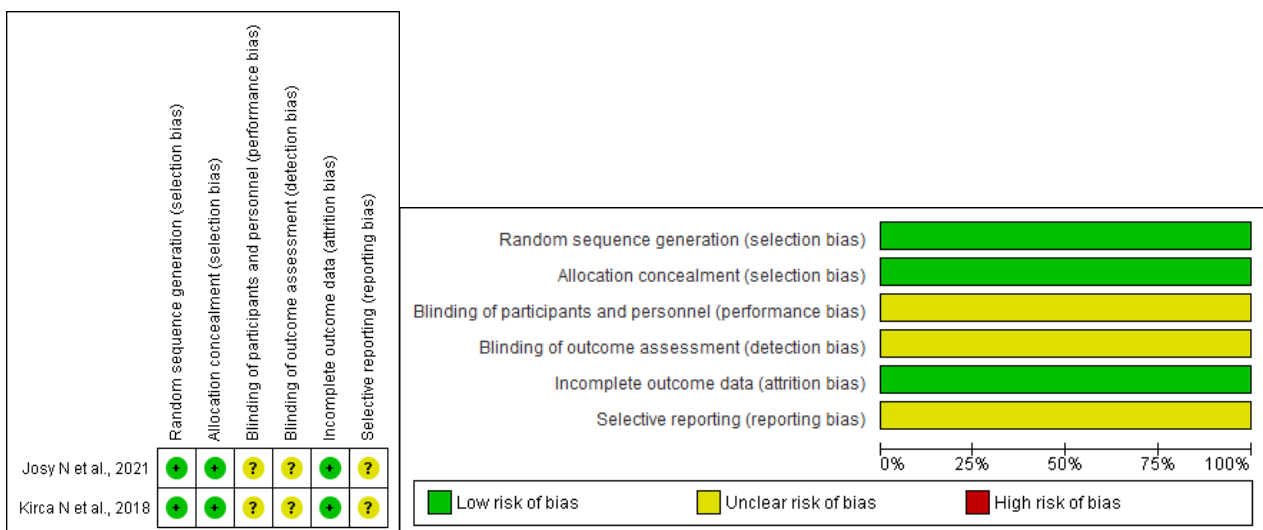 Random sequence generation (selection bias)
Allocation concealment (selection bias)
Blinding of participants and personnel (performance bias)
Blinding of outcome assessment (detection bias)
Incomplete outcome data (attrition bias)
Selective reporting (reporting bias)
Josy N et al., 2021 + + ? ? + ?
Kirca N et al., 2018 + + ? ? + ?
Random sequence generation (selection bias)
Allocation concealment (selection bias)
Blinding of participants and personnel (performance bias)
Blinding of outcome assessment (detection bias)
Incomplete outcome data (attrition bias)
Selective reporting (reporting bias)
0% 25% 50% 75% 100%
Low risk of bias Unclear risk of bias High risk of bias